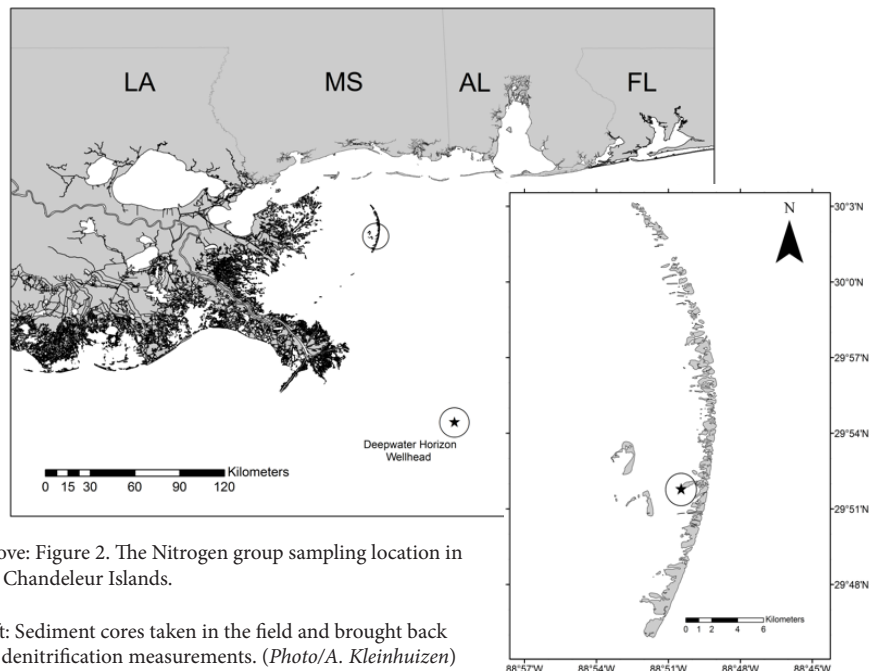 LA MS AL FL
Deepwater Horizon
Wellhead
Kilometers
0 15 30 60 90 120
N
30°3'N
30°0'N
29°57'N
29°54'N
29°51'N
29°48'N
Kilometers
0 1 2 4 6
88°57'W 88°54'W 88°51'W 88°48'W 88°45'W
ove: Figure 2. The Nitrogen group sampling location in
Chandeleur Islands.
t: Sediment cores taken in the field and brought back
denitrification measurements. (Photo/A. Kleinhuizen)